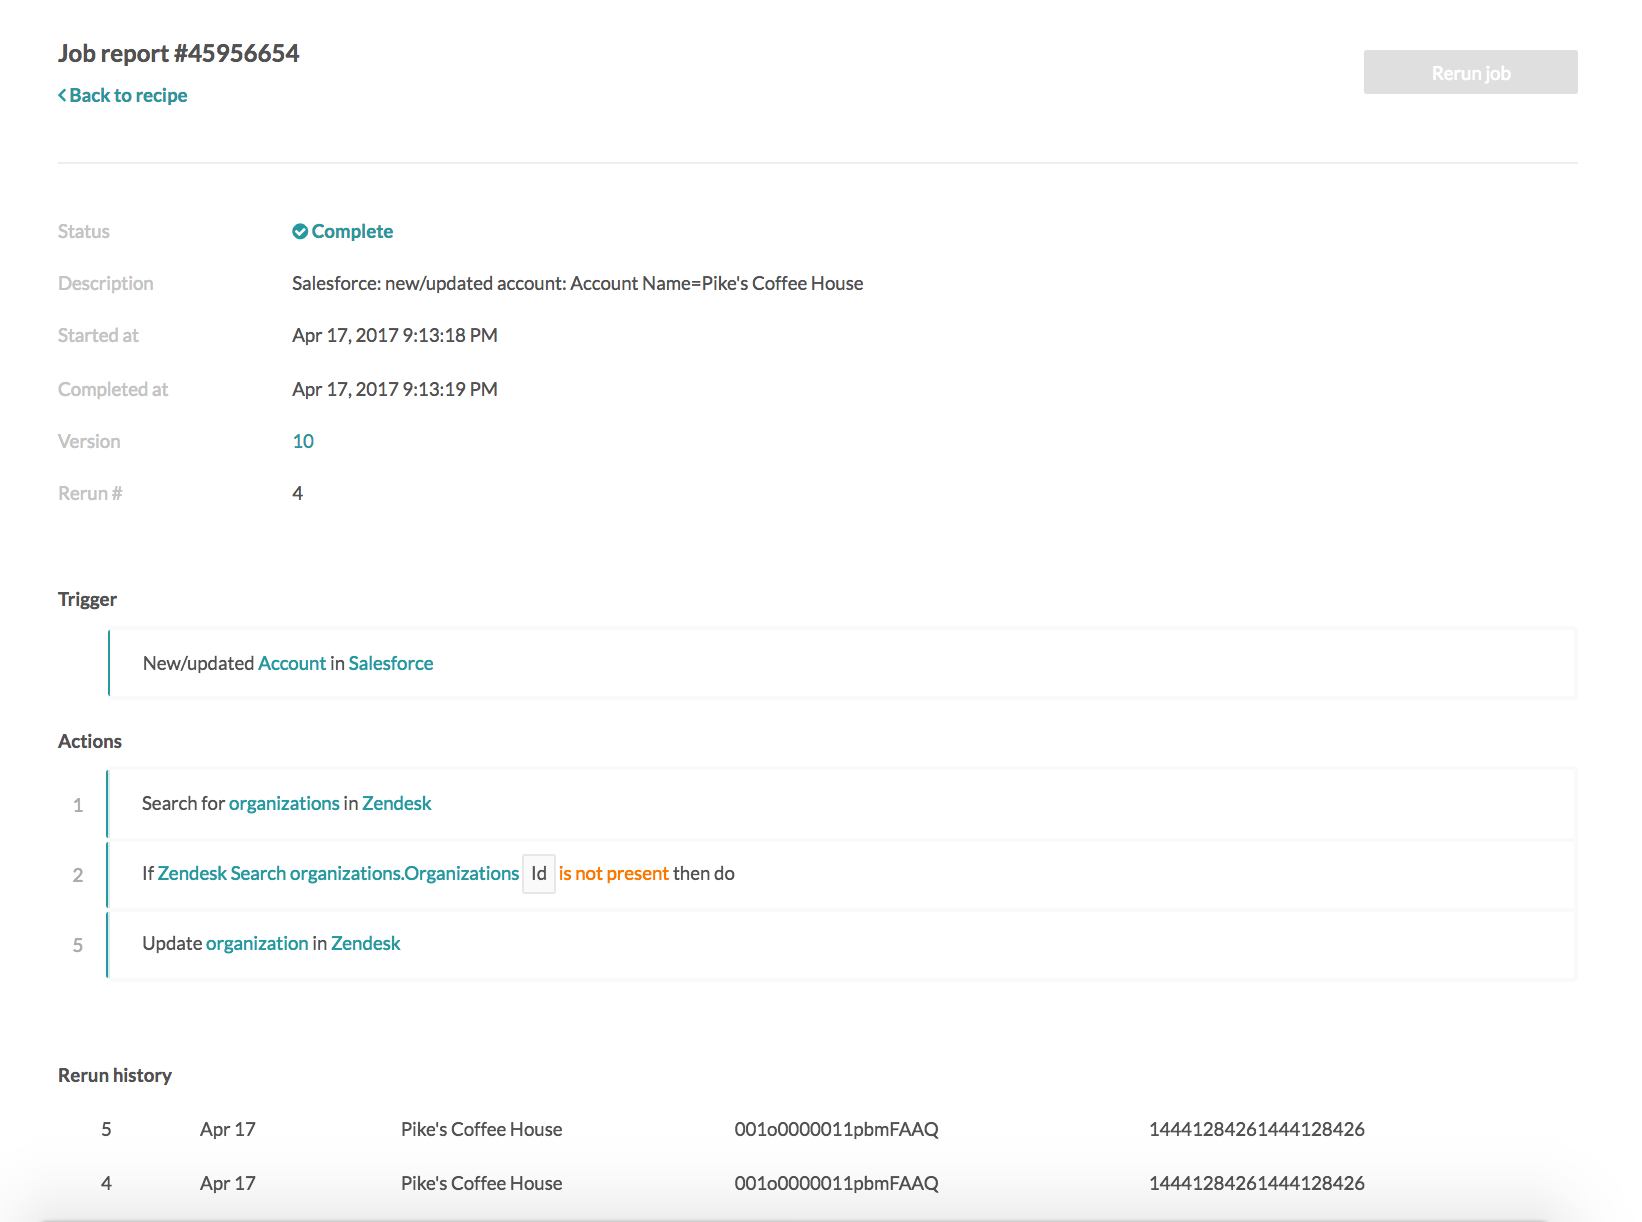 Job report #45956654
Back to recipe
Rerun job
Status Complete
Description Salesforce: new/updated account: Account Name=Pike's Coffee House
Started at Apr 17, 2017 9:13:18 PM
Completed at Apr 17, 2017 9:13:19 PM
Version 10
Rerun # 4
Trigger
New/updated Account in Salesforce
Actions
1 Search for organizations in Zendesk
2 If Zendesk Search organizations.Organizations Id is not present then do
5 Update organization in Zendesk
Rerun history
5 Apr 17 Pike's Coffee House 001o0000011pbmFAAQ 14441284261444128426
4 Apr 17 Pike's Coffee House 001o0000011pbmFAAQ 14441284261444128426